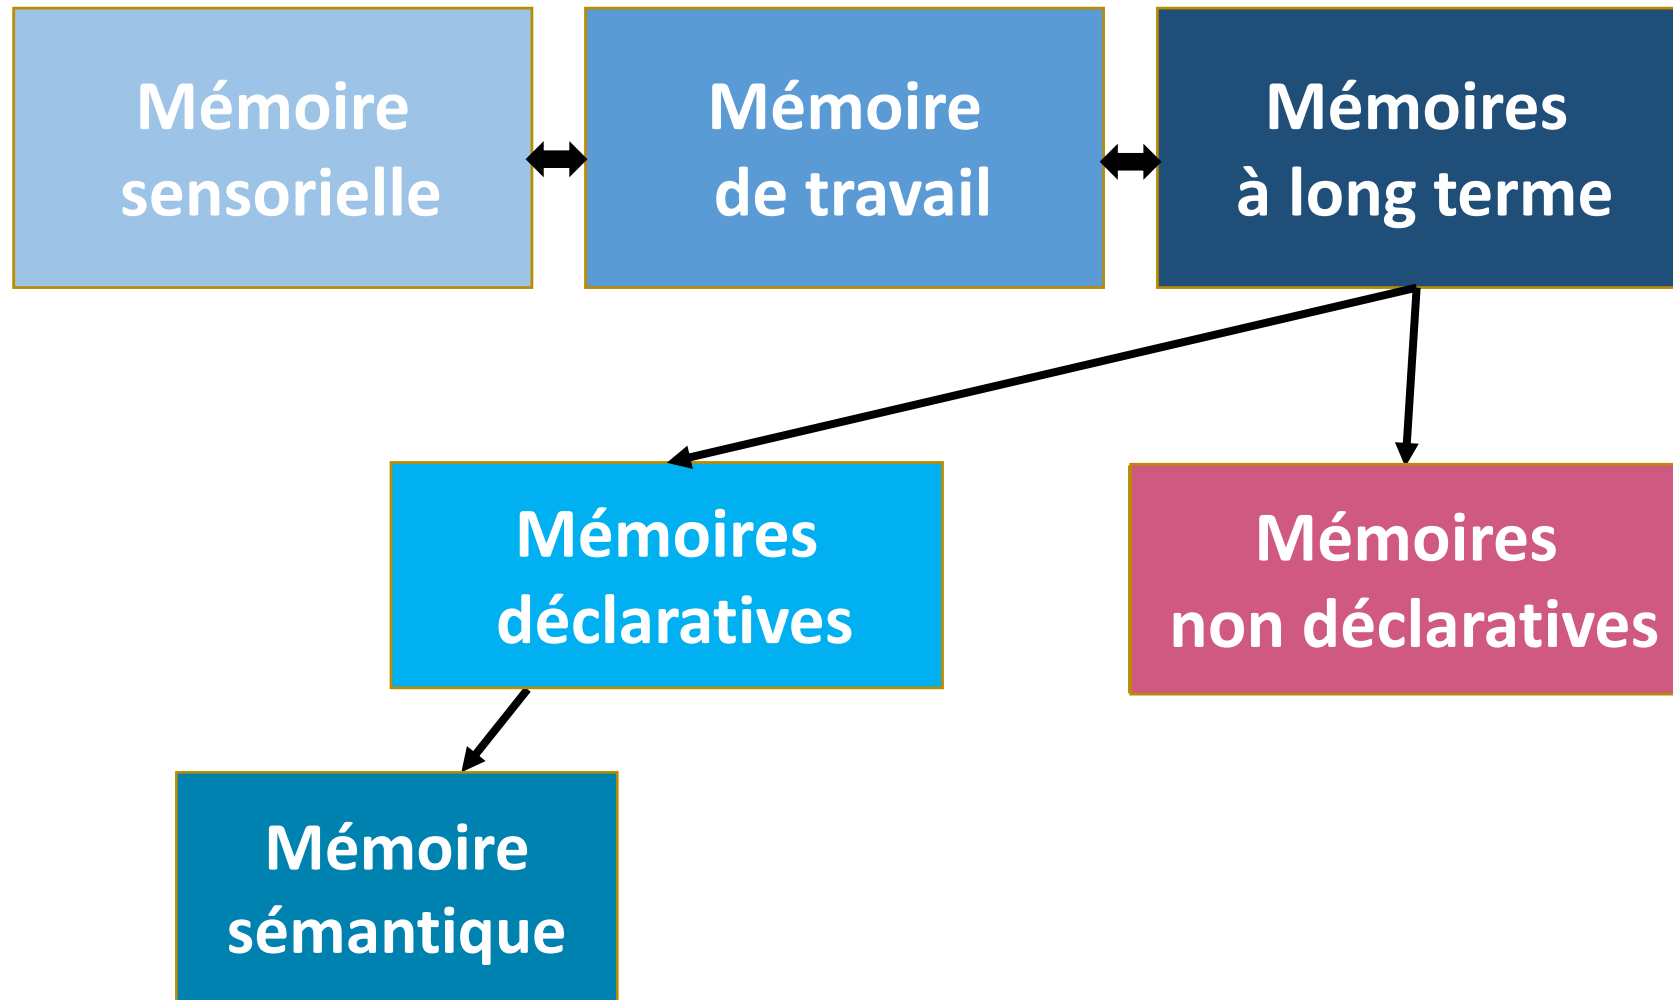 Mémoire
sensorielle
Mémoire
de travail
Mémoires
à long terme
Mémoires
déclaratives
Mémoires
non déclaratives
Mémoire
sémantique